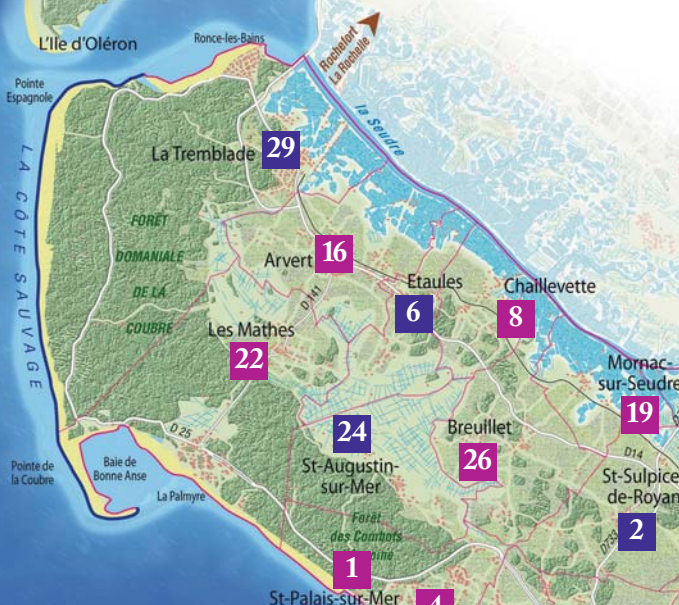 L'Ile d'Oléron
Ronce-les-Bains
Rochefort
La Rochelle
Pointe
Espagnole
la Seudre
La Tremblade
29
LA CÔTE SAUVAGE
FORÊT
DOMANIALE
DE LA
COUBRE
Arvert
16
D 141
Etaules
6
Chaillevette
8
Les Mathes
22
Mornac-
sur-Seudre
19
D 25
24
St-Augustin-
sur-Mer
Breuillet
26
D14
St-Sulpice
de-Royan
2
D733
Pointe de
la Coubre
Baie de
Bonne Anse
La Palmyre
Forêt
des Combots
1
St-Palais-sur-Mer
4